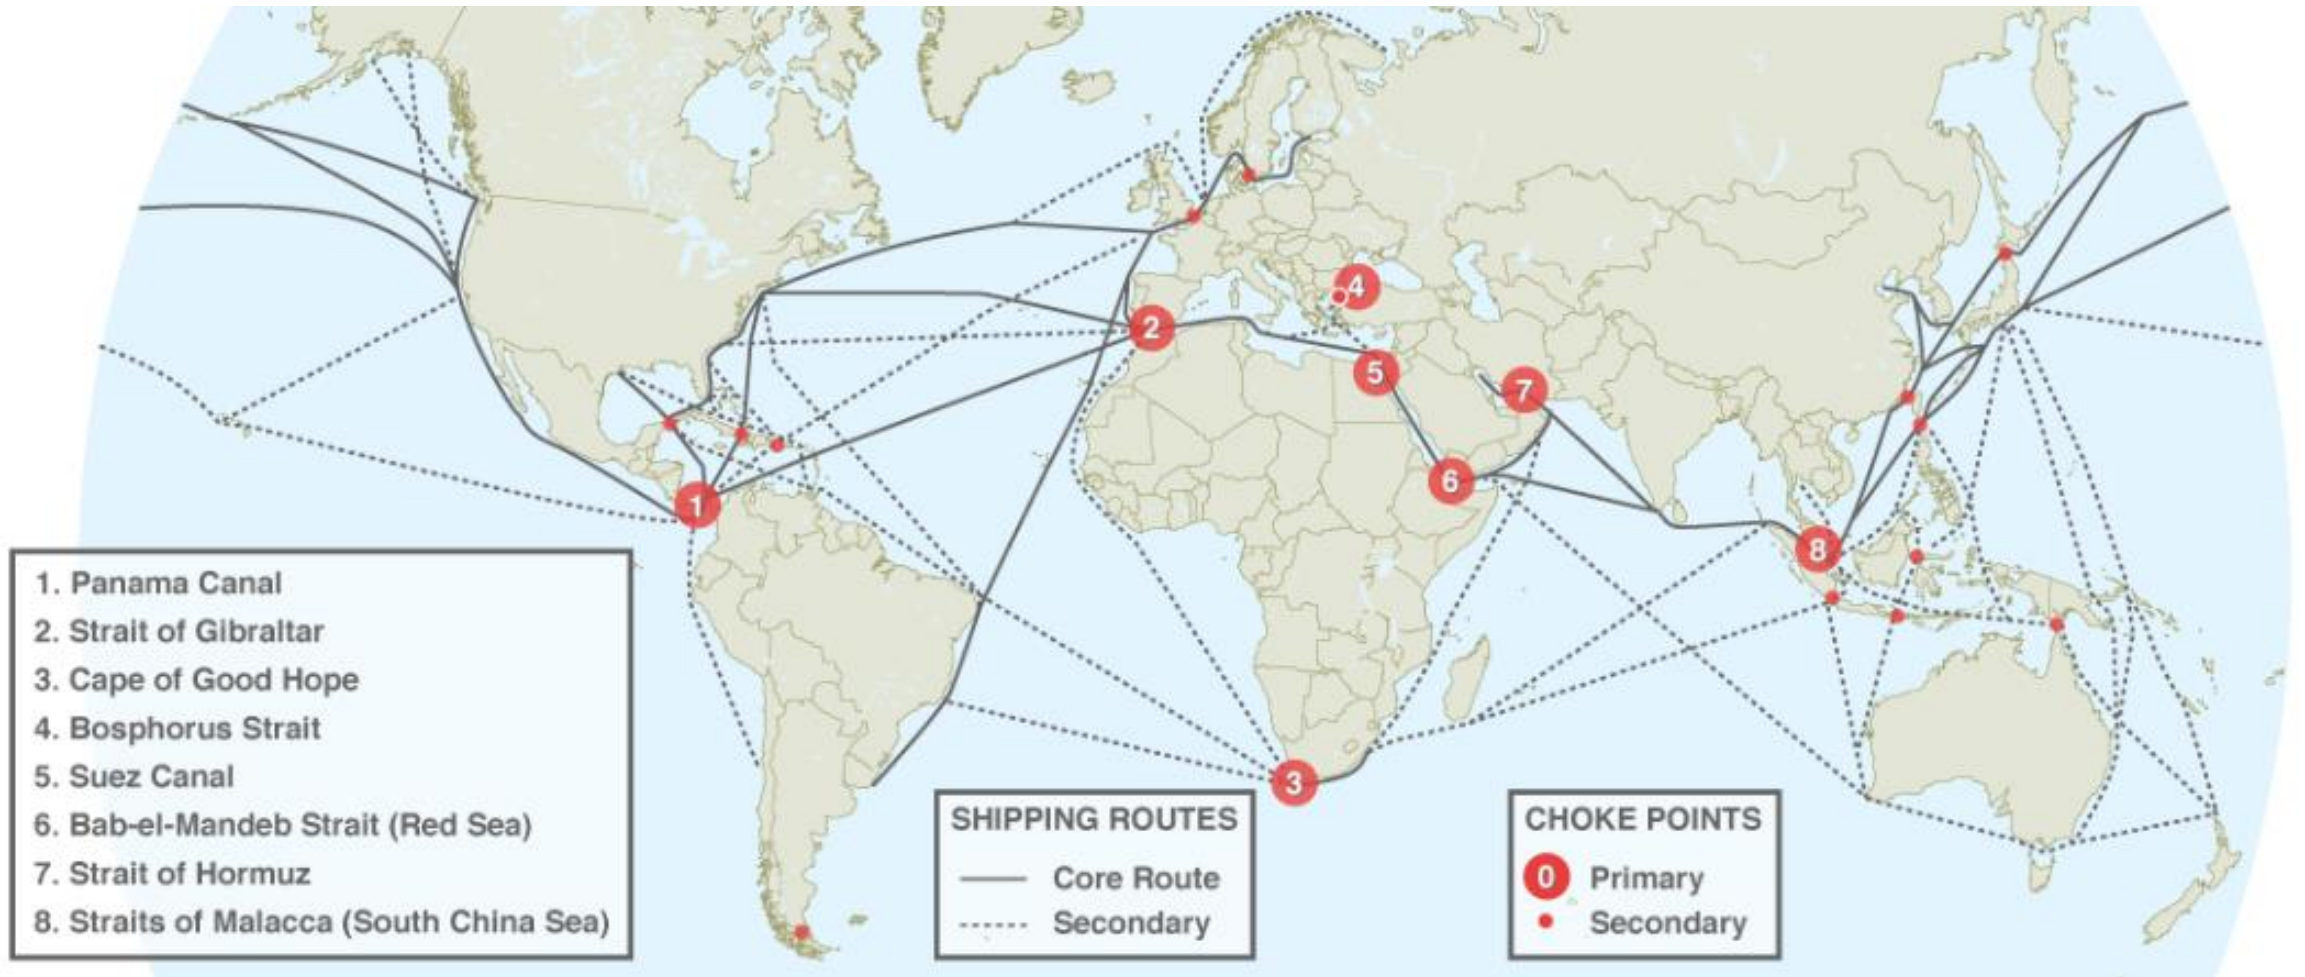 1
2
3
4
5
6
7
8
1. Panama Canal
2. Strait of Gibraltar
3. Cape of Good Hope
4. Bosphorus Strait
5. Suez Canal
6. Bab-el-Mandeb Strait (Red Sea)
7. Strait of Hormuz
8. Straits of Malacca (South China Sea)
SHIPPING ROUTES
Core Route
Secondary
CHOKE POINTS
0 Primary
Secondary